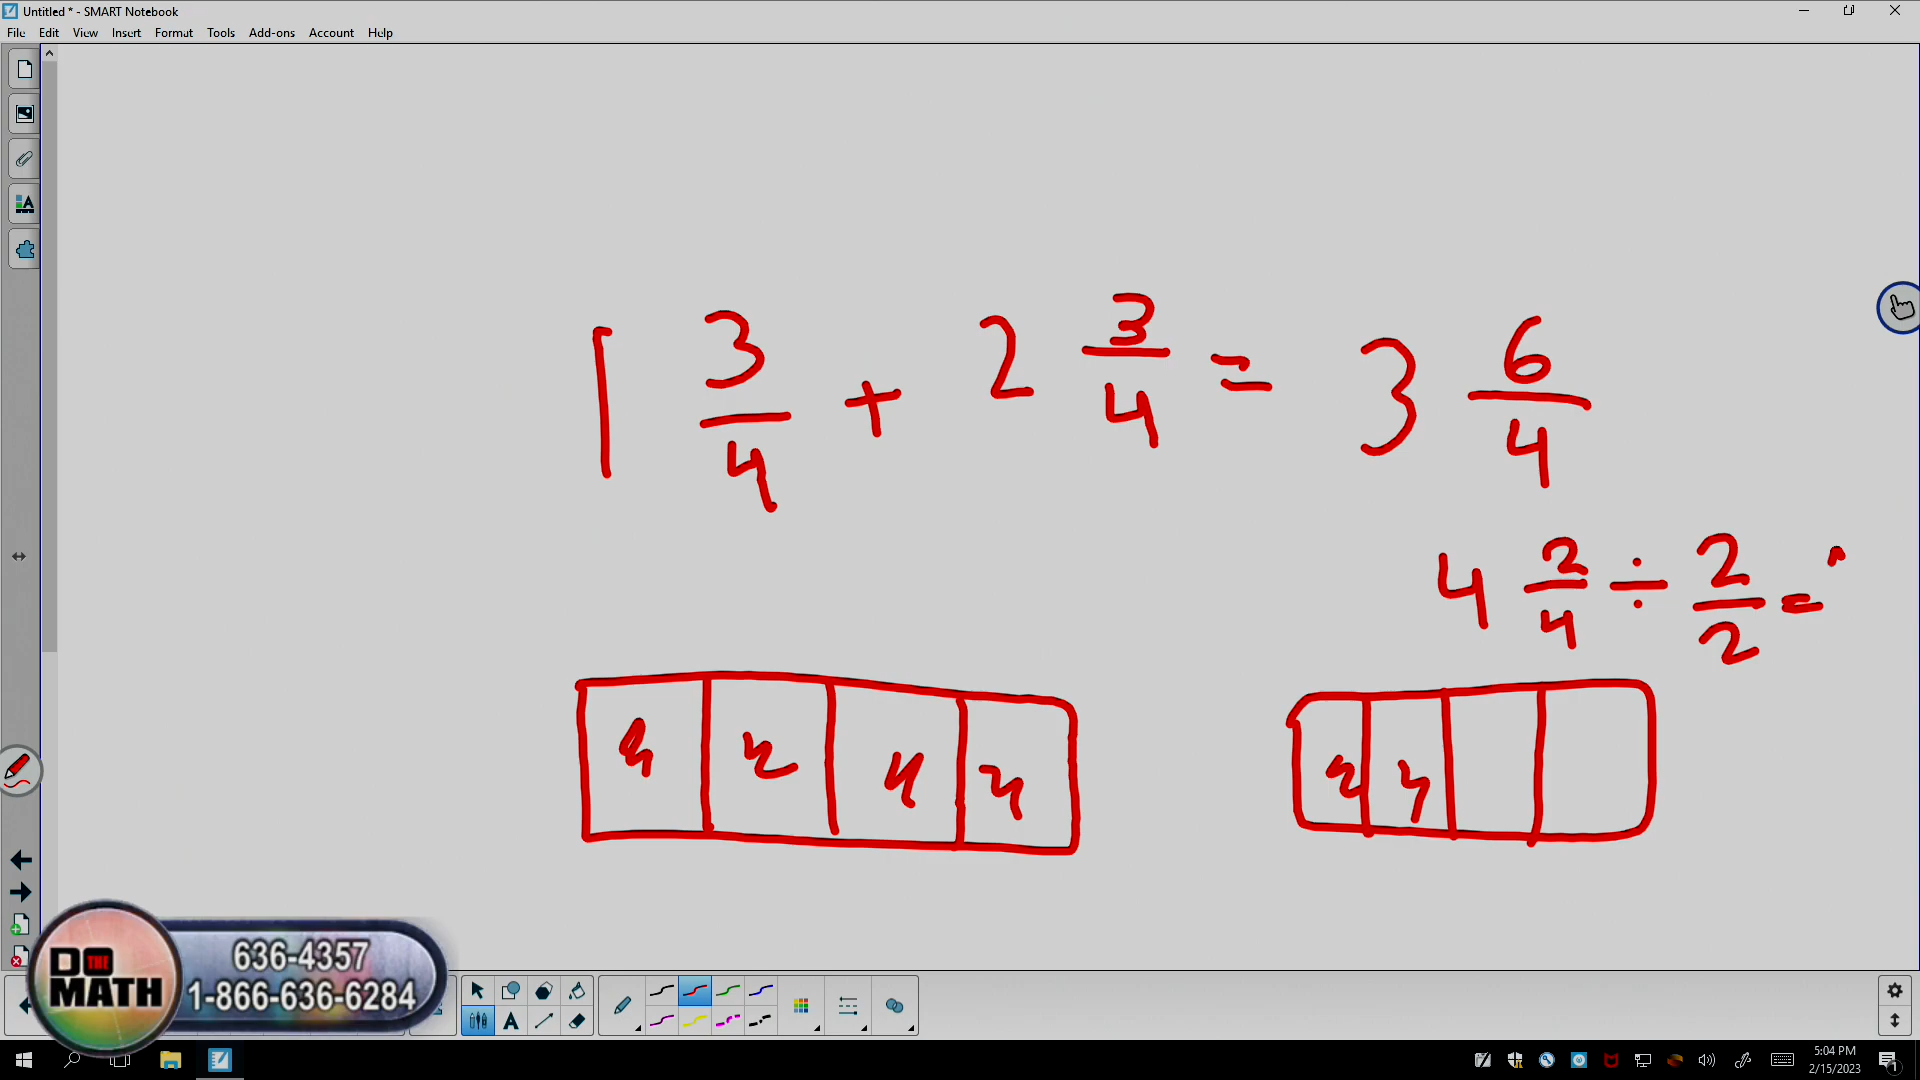 Untitled * - SMART Notebook
File Edit View Insert Format Tools Add-ons Account Help
1 3/4 + 2 3/4 = 3 6/4
4 2/4 ÷ 2/2 =
4 4 4 4 4 4
DO THE MATH
636-4357
1-866-636-6284
A
5:04 PM
2/15/2023